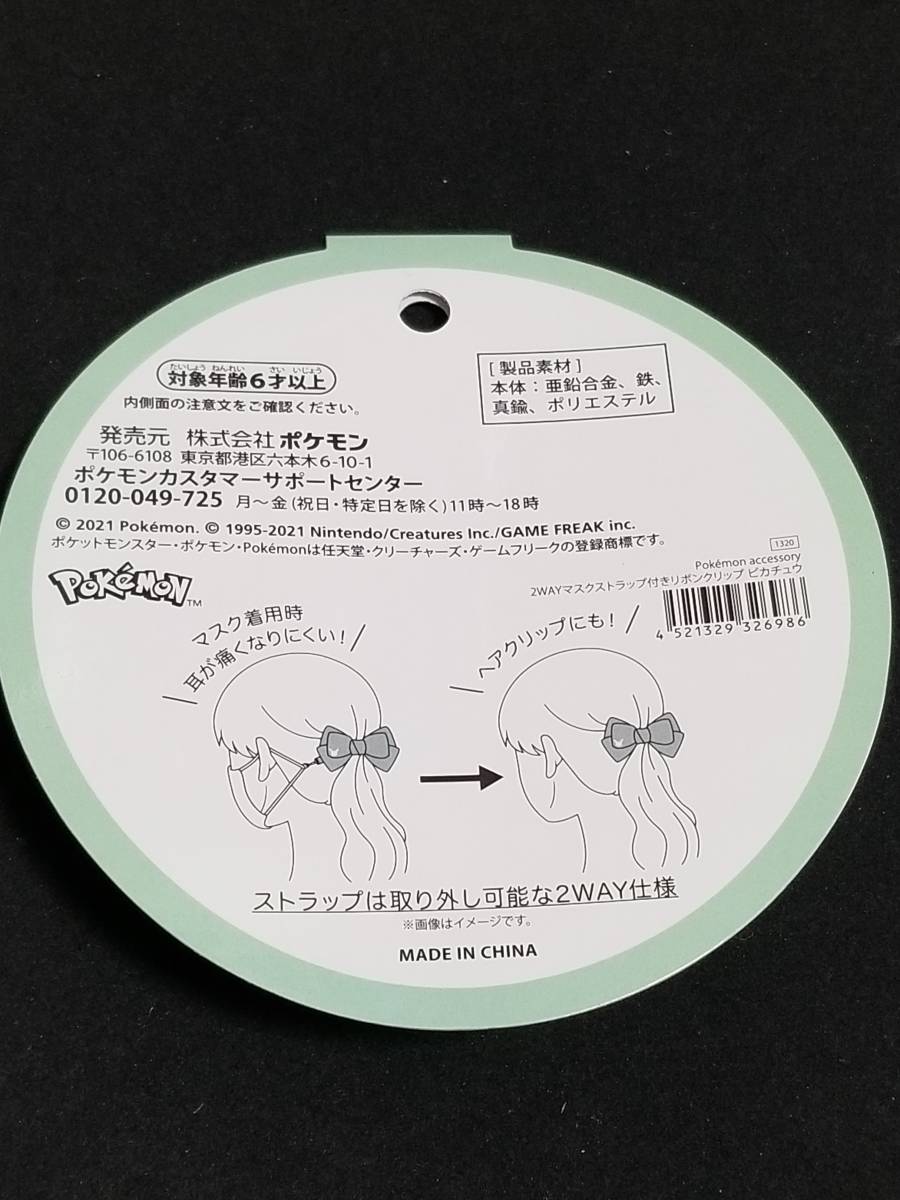 たいしょうねんれい さい いじょう
対象年齢6才以上
内側面の注意文をご確認ください。
[製品素材]
本体：亜鉛合金、鉄、
真鍮、ポリエステル
発売元 株式会社ポケモン
〒106-6108 東京都港区六本木6-10-1
ポケモンカスタマーサポートセンター
0120-049-725 月～金(祝日・特定日を除く)11時～18時
© 2021 Pokémon. © 1995-2021 Nintendo/Creatures Inc./GAME FREAK inc.
ポケットモンスター・ポケモン・Pokémonは任天堂・クリーチャーズ・ゲームフリークの登録商標です。
1320
Pokémon accessory
2WAYマスクストラップ付きリボンクリップ ピカチュウ
4 521329 326986
POKéMON™
マスク着用時
耳が痛くなりにくい！
ヘアクリップにも！
ストラップは取り外し可能な2WAY仕様
※画像はイメージです。
MADE IN CHINA